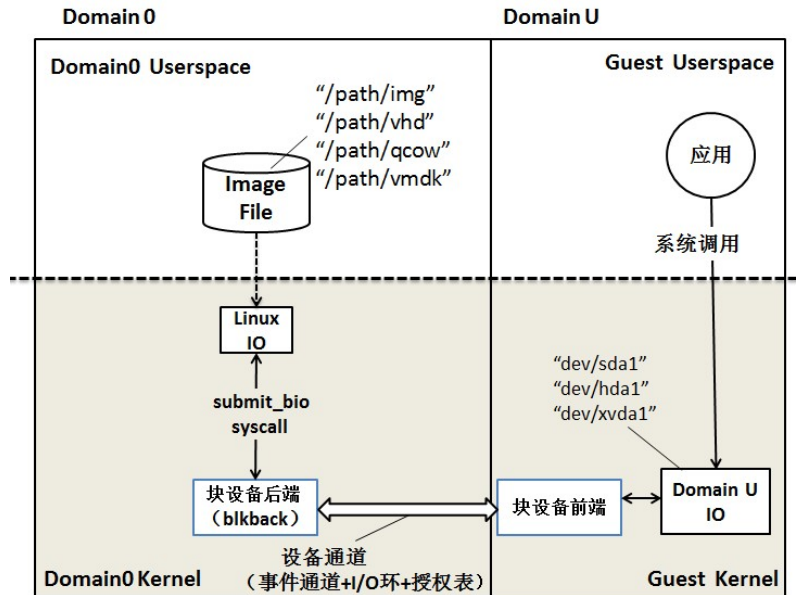 Domain 0
Domain U
Domain0 Userspace
Guest Userspace
“/path/img”
“/path/vhd”
“/path/qcow”
“/path/vmdk”
Image
File
应用
系统调用
Linux
IO
submit_bio
syscall
“dev/sda1”
“dev/hda1”
“dev/xvda1”
块设备后端
（blkback）
块设备前端
Domain U
IO
设备通道
（事件通道+I/O环+授权表）
Domain0 Kernel
Guest Kernel